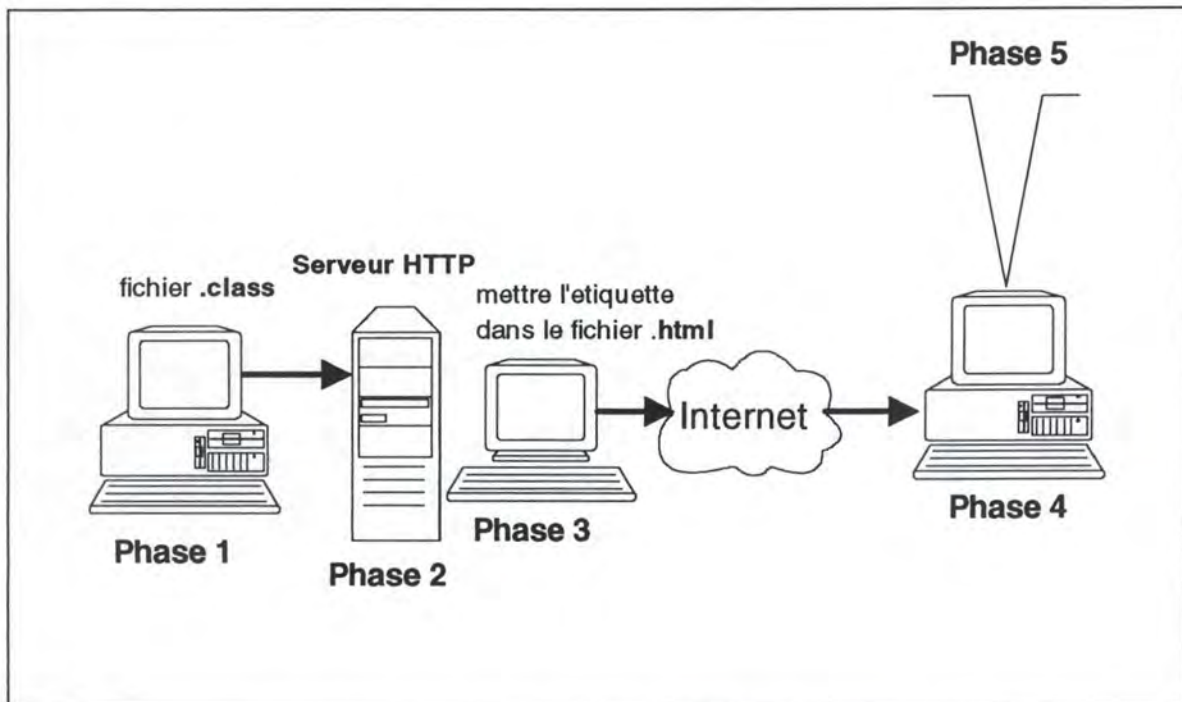 Phase 5
Serveur HTTP
fichier .class
mettre l'etiquette
dans le fichier .html
Internet
Phase 1
Phase 2
Phase 3
Phase 4